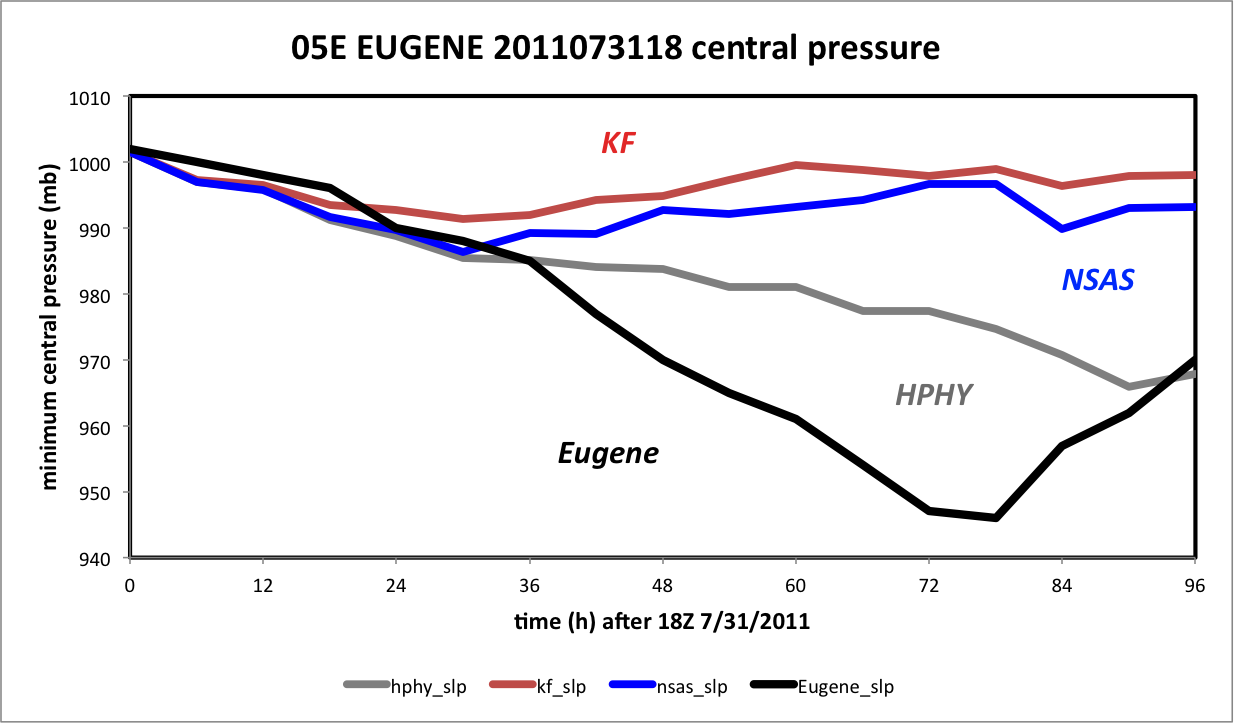 05E EUGENE 2011073118 central pressure
1010
1000
990
980
970
960
950
940
minimum central pressure (mb)
KF
NSAS
HPHY
Eugene
0 12 24 36 48 60 72 84 96
time (h) after 18Z 7/31/2011
hphy_slp kf_slp nsas_slp Eugene_slp